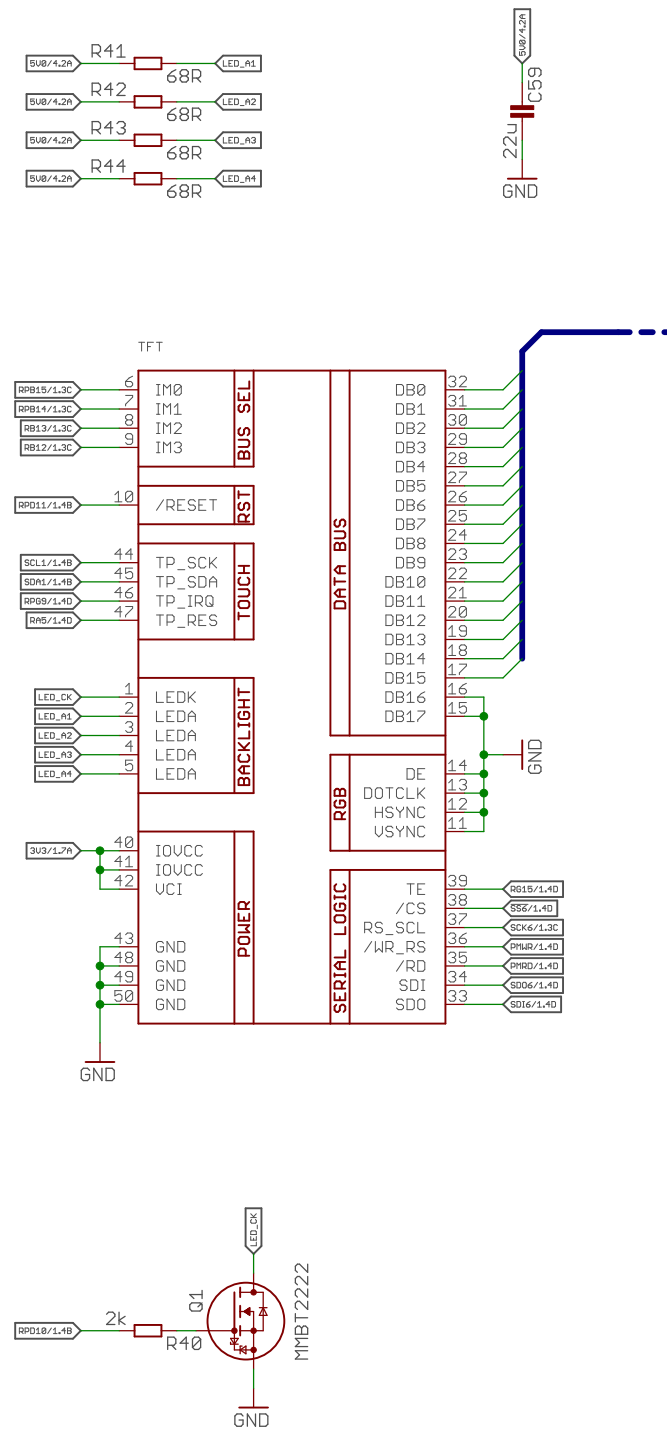 R41
5V0/4.2A
68R
LED_A1
R42
5V0/4.2A
68R
LED_A2
R43
5V0/4.2A
68R
LED_A3
R44
5V0/4.2A
68R
LED_A4
5V0/4.2A
C59
22u
GND
TFT
RPB15/1.3C 6 IM0
RPB14/1.3C 7 IM1
RB13/1.3C 8 IM2
RB12/1.3C 9 IM3
BUS SEL
RPD11/1.4B 10 /RESET
RST
SCL1/1.4B 44 TP_SCK
SDA1/1.4B 45 TP_SDA
RPG9/1.4D 46 TP_IRQ
RA5/1.4D 47 TP_RES
TOUCH
LED_CK 1 LEDK
LED_A1 2 LEDA
LED_A2 3 LEDA
LED_A3 4 LEDA
LED_A4 5 LEDA
BACKLIGHT
3V3/1.7A 40 IOVCC
41 IOVCC
42 VCI
43 GND
48 GND
49 GND
50 GND
POWER
GND
DATA BUS
DB0 32
DB1 31
DB2 30
DB3 29
DB4 28
DB5 27
DB6 26
DB7 25
DB8 24
DB9 23
DB10 22
DB11 21
DB12 20
DB13 19
DB14 18
DB15 17
DB16 16
DB17 15
GND
RGB
DE 14
DOTCLK 13
HSYNC 12
VSYNC 11
SERIAL LOGIC
TE 39 RG15/1.4D
/CS 38 SS6/1.4D
RS_SCL 37 SCK6/1.3C
/WR_RS 36 PMWR/1.4D
/RD 35 PMRD/1.4D
SDI 34 SDO6/1.4D
SDO 33 SDI6/1.4D
LED_CK
Q1
MMBT2222
RPD10/1.4B
2k
R40
GND